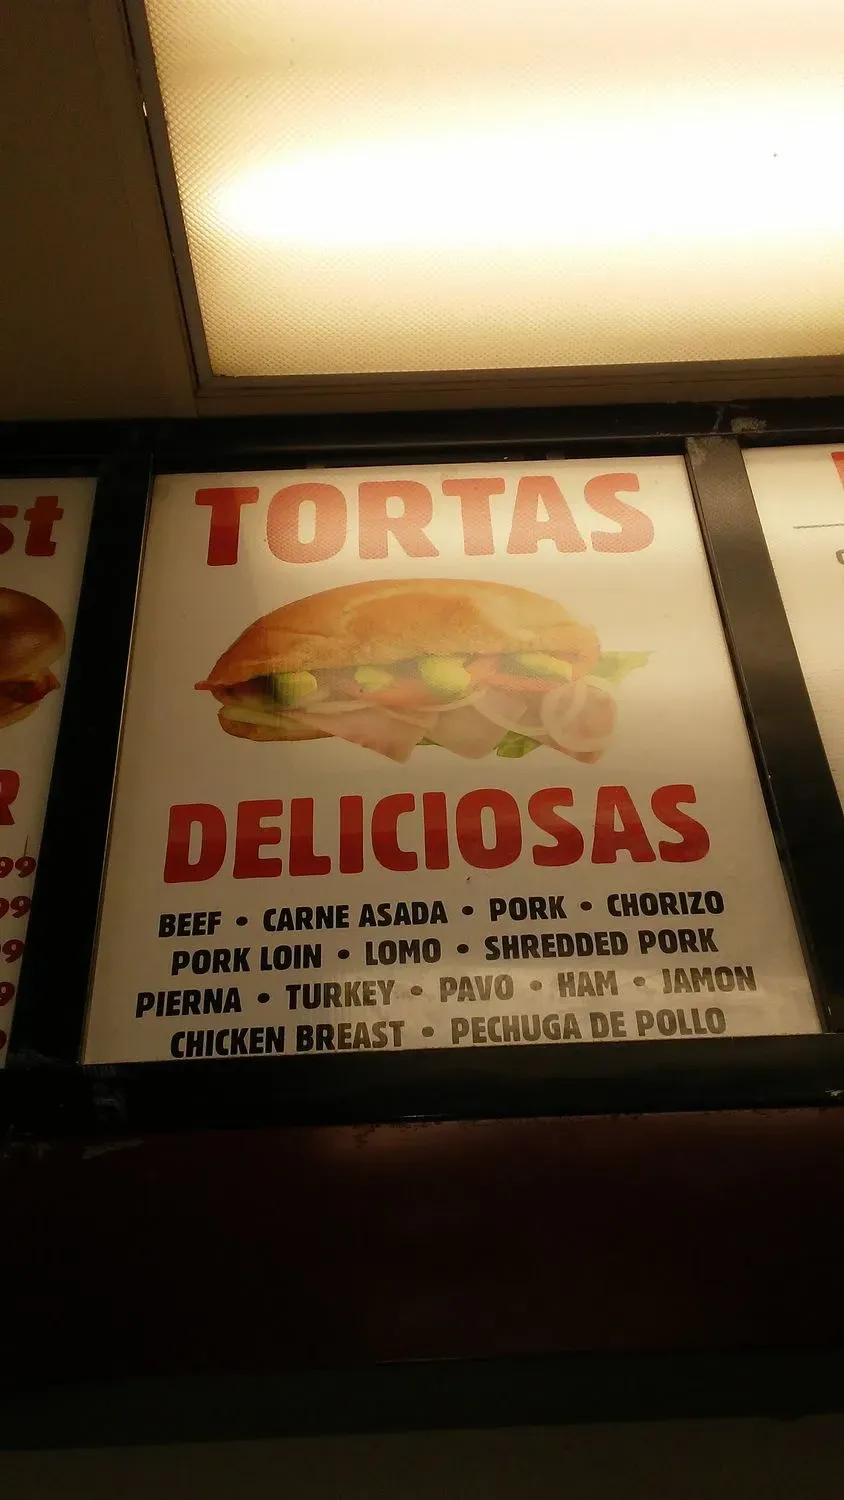 TORTAS
DELICIOSAS
BEEF • CARNE ASADA • PORK • CHORIZO
PORK LOIN • LOMO • SHREDDED PORK
PIERNA • TURKEY • PAVO • HAM • JAMON
CHICKEN BREAST • PECHUGA DE POLLO